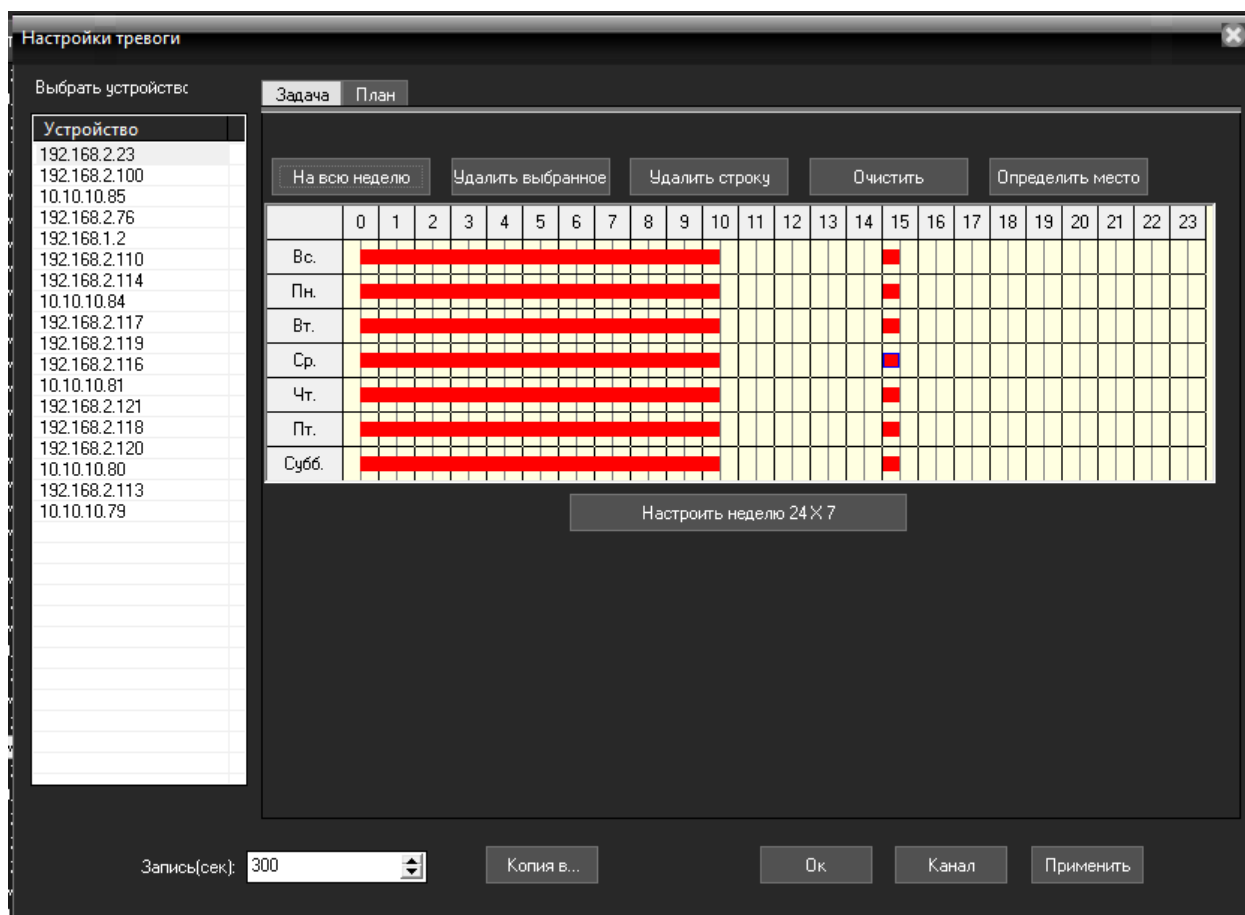 Настройки тревоги
Выбрать устройство
Задача План
Устройство
192.168.2.23
192.168.2.100
10.10.10.85
192.168.2.76
192.168.1.2
192.168.2.110
192.168.2.114
10.10.10.84
192.168.2.117
192.168.2.119
192.168.2.116
10.10.10.81
192.168.2.121
192.168.2.118
192.168.2.120
10.10.10.80
192.168.2.113
10.10.10.79
На всю неделю Удалить выбранное Удалить строку Очистить Определить место
0 1 2 3 4 5 6 7 8 9 10 11 12 13 14 15 16 17 18 19 20 21 22 23
Вс.
Пн.
Вт.
Ср.
Чт.
Пт.
Субб.
Настроить неделю 24 X 7
Запись(сек): 300 Копия в... Ок Канал Применить